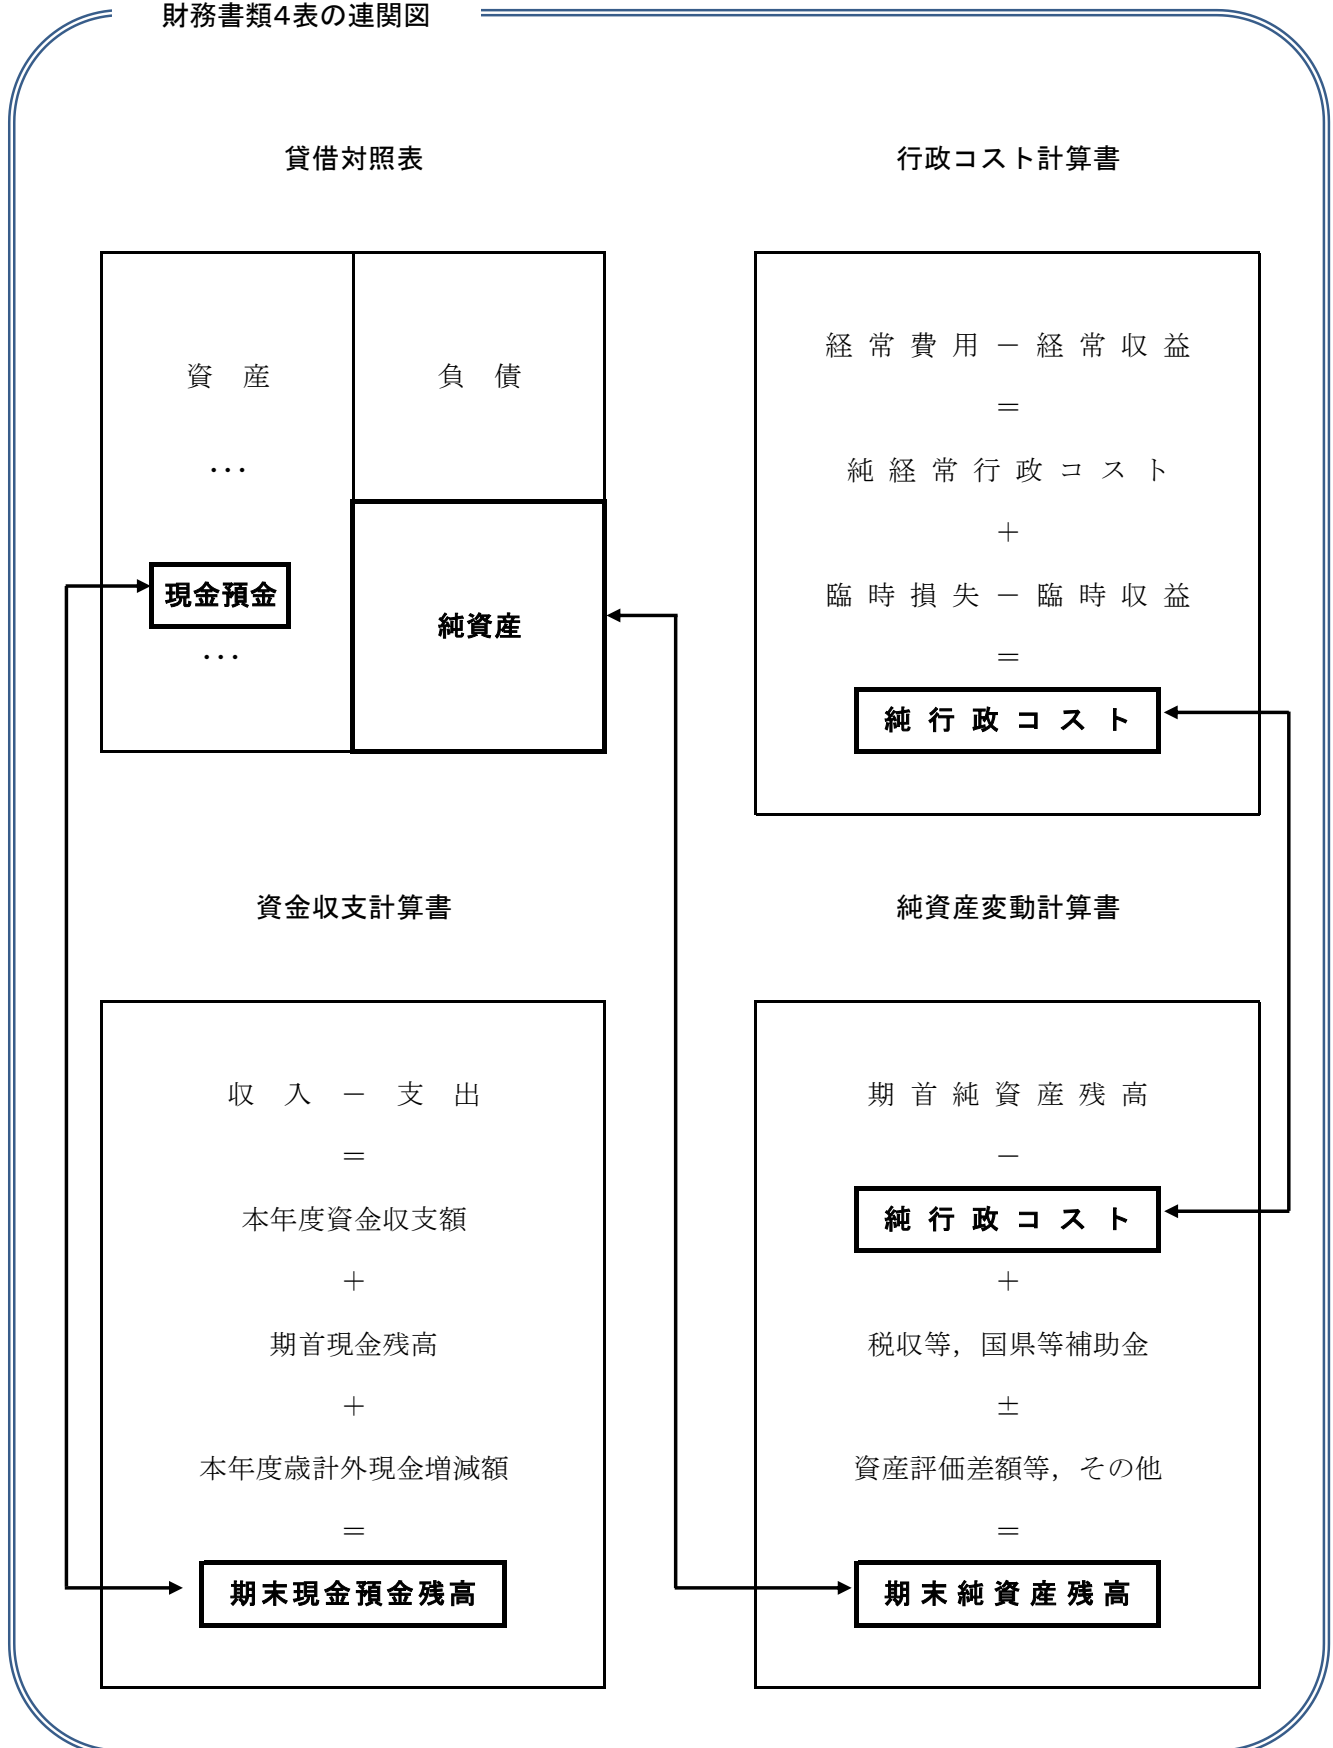 財務書類4表の連関図
貸借対照表
資　産
･･･
現金預金
･･･
負　債
純資産
行政コスト計算書
経常費用－経常収益
＝
純経常行政コスト
＋
臨時損失－臨時収益
＝
純行政コスト
資金収支計算書
収　入　－　支　出
＝
本年度資金収支額
＋
期首現金残高
＋
本年度歳計外現金増減額
＝
期末現金預金残高
純資産変動計算書
期首純資産残高
－
純行政コスト
＋
税収等，国県等補助金
±
資産評価差額等，その他
＝
期末純資産残高